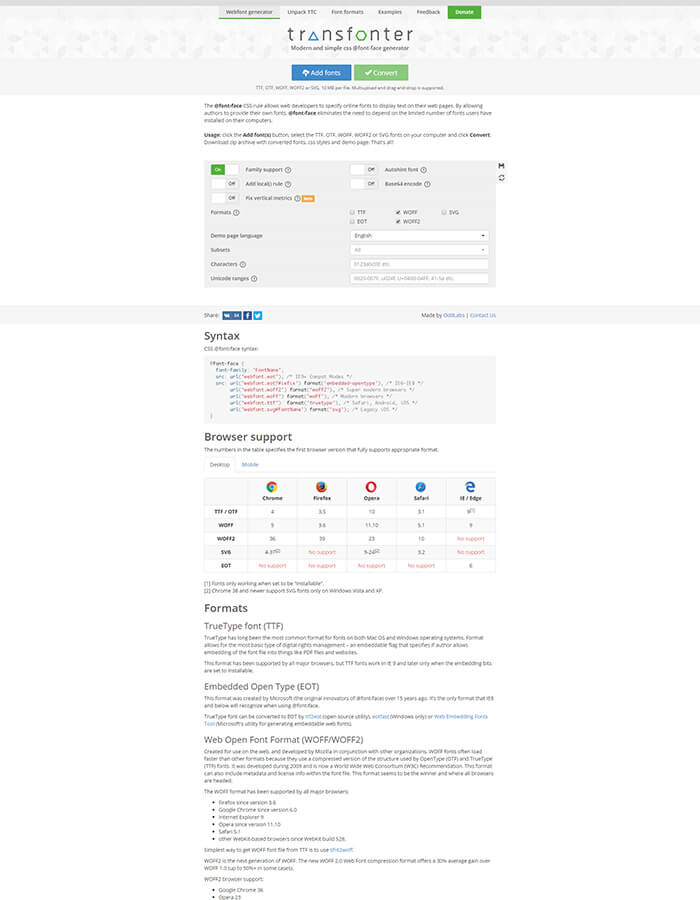 Webfont generator Unpack TTC Font formats Examples Feedback Donate
transfonter
Modern and simple css @font-face generator
Add fonts Convert
TTF, OTF, WOFF, WOFF2 or SVG, 10 MB per file. Multiupload and drag-and-drop is supported.
The @font-face CSS rule allows web developers to specify online fonts to display text on their web pages. By allowing
authors to provide their own fonts, @font-face eliminates the need to depend on the limited number of fonts users have
installed on their computers.
Usage: click the Add font(s) button, select the TTF, OTF, WOFF, WOFF2 or SVG fonts on your computer and click Convert.
Download zip archive with converted fonts, css styles and demo page. That's all!
On Family support Off Autohint font
Off Add local() rule Off Base64 encode
Off Fix vertical metrics New
Formats TTF WOFF SVG
EOT WOFF2
Demo page language English
Subsets All
Characters
Unicode ranges
Share: Made by OddLabs | Contact Us
Syntax
CSS @font-face syntax:
@font-face {
font-family: "FontName";
src: url("webfont.eot"), /* IE9+ Compat Modes */
src: url("webfont.eot?#iefix") format("embedded-opentype"), /* IE6-IE8 */
url("webfont.woff2") format("woff2"), /* Super modern browsers */
url("webfont.woff") format("woff"), /* Modern browsers */
url("webfont.ttf") format("truetype"), /* Safari, Android, iOS */
url("webfont.svg#fontName") format("svg"); /* Legacy iOS */
}
Browser support
The numbers in the table specifies the first browser version that fully supports appropriate format.
Desktop Mobile
Chrome Firefox Opera Safari IE / Edge
TTF / OTF 4 3.5 10 3.1 9[1]
WOFF 5 3.6 11.10 5.1 9
WOFF2 36 39 23 10 No support
SVG 4-37[2] No support 9-24[2] 3.2 No support
EOT No support No support No support No support 6
[1] Fonts only working when set to be "installable".
[2] Chrome 38 and newer support SVG fonts only on Windows Vista and XP.
Formats
TrueType font (TTF)
TrueType has long been the most common format for fonts on both Mac OS and Windows operating systems. Format
allows for the most basic type of digital rights management – an embeddable flag that specifies if author allows
embedding of the font file into things like PDF files and websites.
This format has been supported by all major browsers, but TTF fonts work in IE 9 and later only when the embedding bits
are set to installable.
Embedded Open Type (EOT)
This format was created by Microsoft (the original innovators of @font-face) over 15 years ago. It's the only format that IE8
and below will recognize when using @font-face.
TrueType font can be converted to EOT by ttf2eot (open source utility), eotfast (Windows only) or Web Embedding Fonts
Tool (Microsoft's utility for generating embeddable web fonts).
Web Open Font Format (WOFF/WOFF2)
Created for use on the web, and developed by Mozilla in conjunction with other organizations, WOFF fonts often load
faster than other formats because they use a compressed version of the structure used by OpenType (OTF) and TrueType
(TTF) fonts. It was developed during 2009 and is now a World Wide Web Consortium (W3C) Recommendation. This format
can also include metadata and license info within the font file. This format seems to be the winner and where all browsers
are headed.
The WOFF format has been supported by all major browsers:
Firefox since version 3.6
Google Chrome since version 6.0
Internet Explorer 9
Opera since version 11.10
Safari 5.1
other WebKit-based browsers since WebKit build 528.
Simplest way to get WOFF font file from TTF is to use sfnt2woff.
WOFF2 is the next generation of WOFF. The new WOFF 2.0 Web Font compression format offers a 30% average gain over
WOFF 1.0 (up to 50%+ in some cases).
WOFF2 browser support:
Google Chrome 36
Opera 23